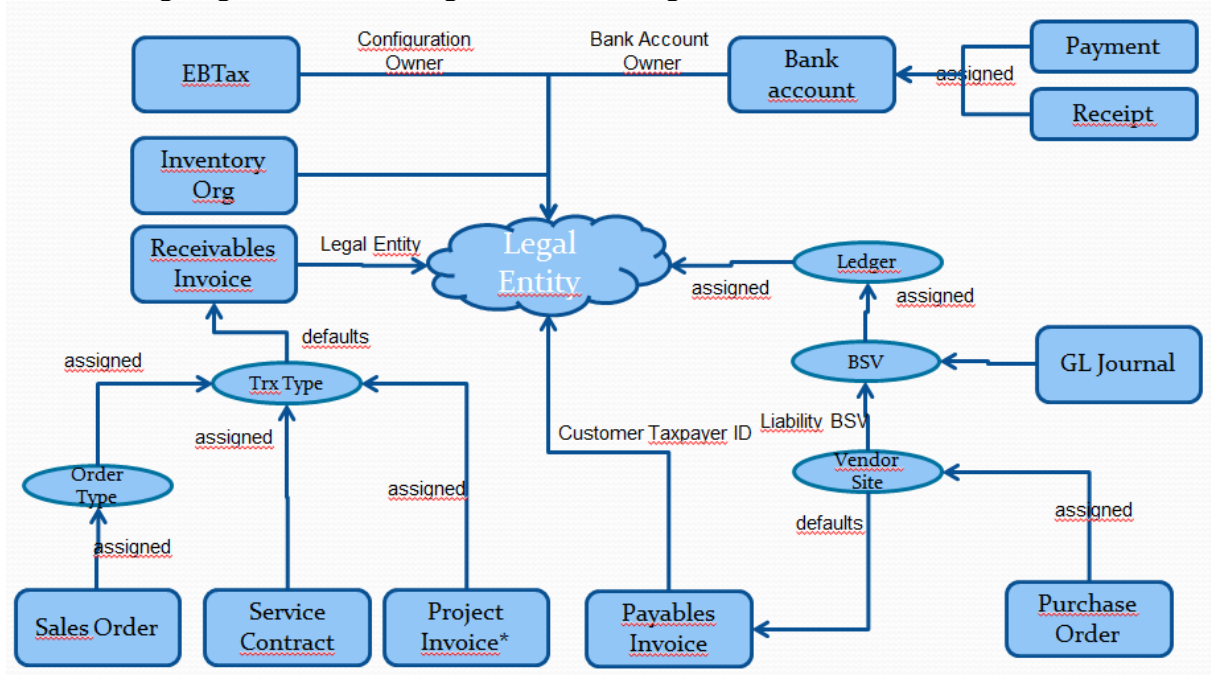 Configuration
Owner
Bank Account
Owner
EBTax
Bank
account
assigned
Payment
Receipt
Inventory
Org
Receivables
Invoice
Legal Entity
Legal
Entity
Ledger
assigned
assigned
defaults
assigned
Trx Type
BSV
GL Journal
assigned
Customer Taxpayer ID
Liability BSV
Order
Type
Vendor
Site
assigned
defaults
assigned
assigned
Sales Order
Service
Contract
Project
Invoice*
Payables
Invoice
Purchase
Order